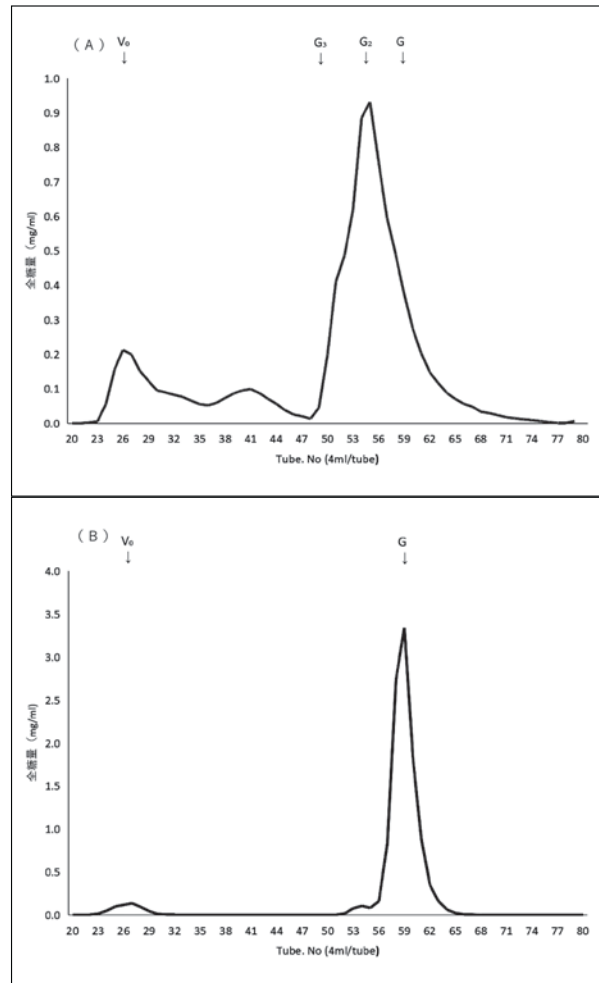 （A） V₀ G₃ G₂ G
↓ ↓ ↓ ↓
1.0
0.9
0.8
0.7
0.6
0.5
0.4
0.3
0.2
0.1
0.0
全糖量（mg/ml）
20 23 26 29 32 35 38 41 44 47 50 53 56 59 62 65 68 71 74 77 80
Tube. No (4ml/tube)
（B） V₀ G
↓ ↓
4.0
3.5
3.0
2.5
2.0
1.5
1.0
0.5
0.0
全糖量（mg/ml）
20 23 26 29 32 35 38 41 44 47 50 53 56 59 62 65 68 71 74 77 80
Tube. No (4ml/tube)